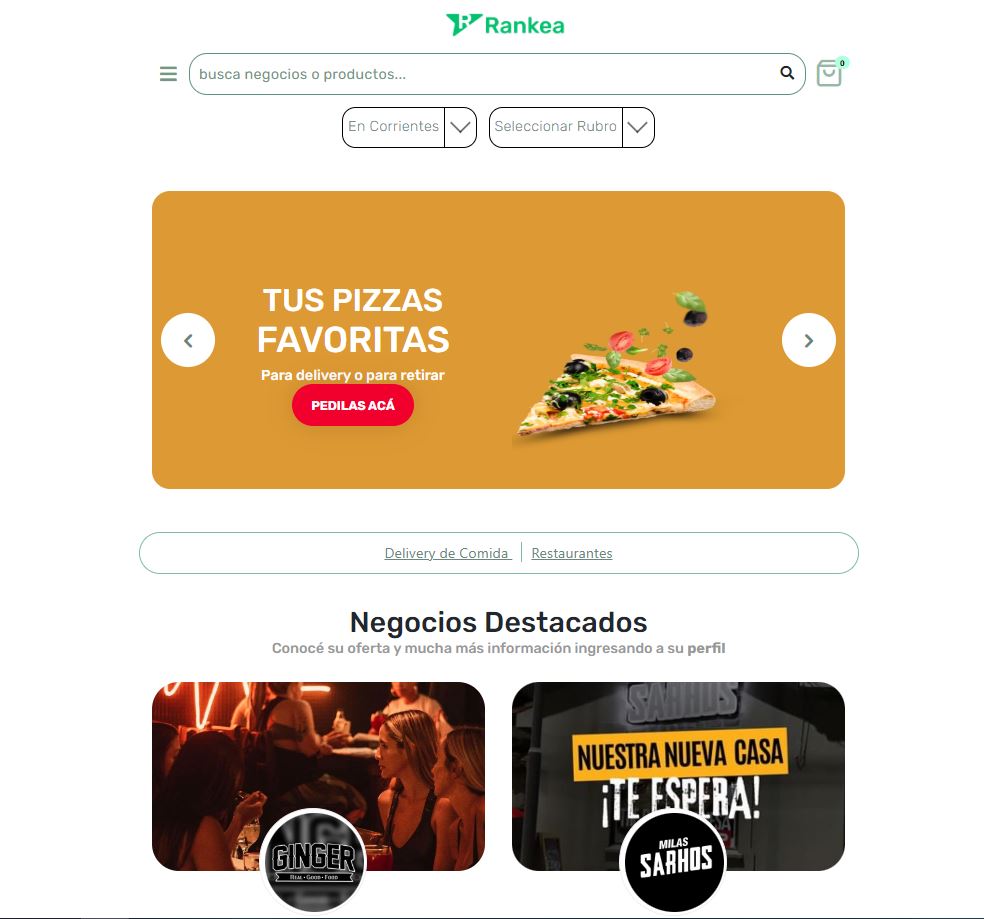 Rankea
busca negocios o productos...
0
En Corrientes
Seleccionar Rubro
TUS PIZZAS
FAVORITAS
Para delivery o para retirar
PEDILAS ACÁ
Delivery de Comida
Restaurantes
Negocios Destacados
Conocé su oferta y mucha más información ingresando a su perfil
SARHOS
NUESTRA NUEVA CASA
¡TE ESPERA!
GINGER
REAL • GOOD • FOOD
MILAS
SARHOS